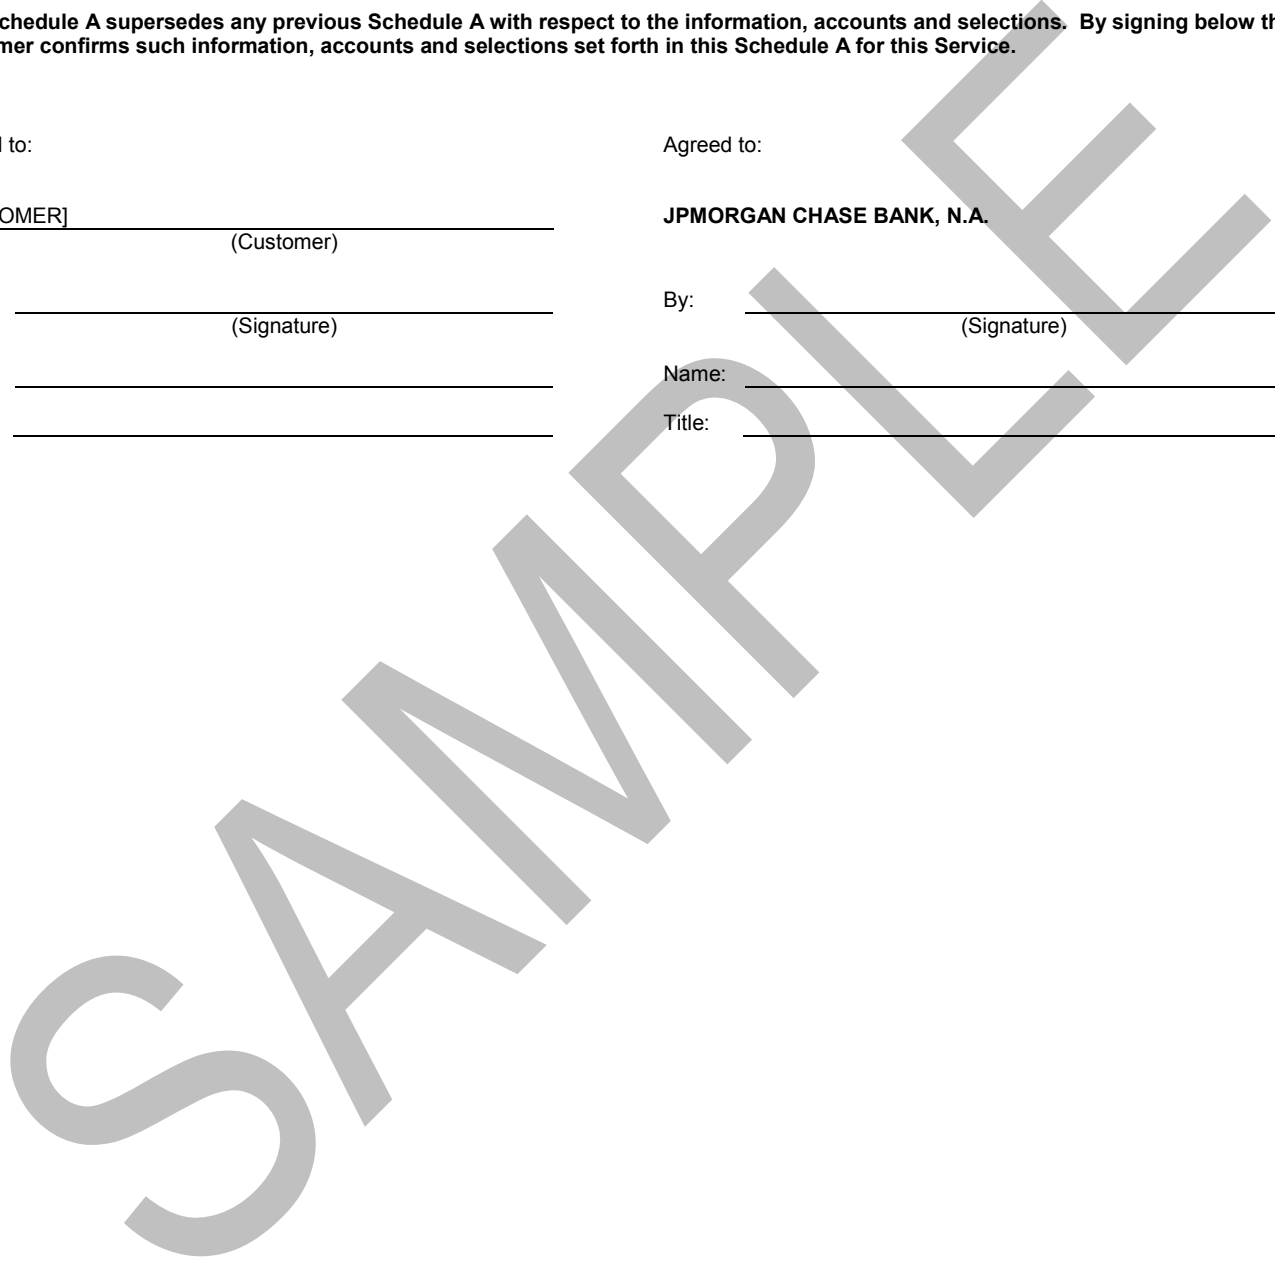 chedule A supersedes any previous Schedule A with respect to the information, accounts and selections. By signing below th
mer confirms such information, accounts and selections set forth in this Schedule A for this Service.
to:
Agreed to:
OMER]
JPMORGAN CHASE BANK, N.A.
(Customer)
By:
(Signature)
(Signature)
Name:
Title:
SAMPLE